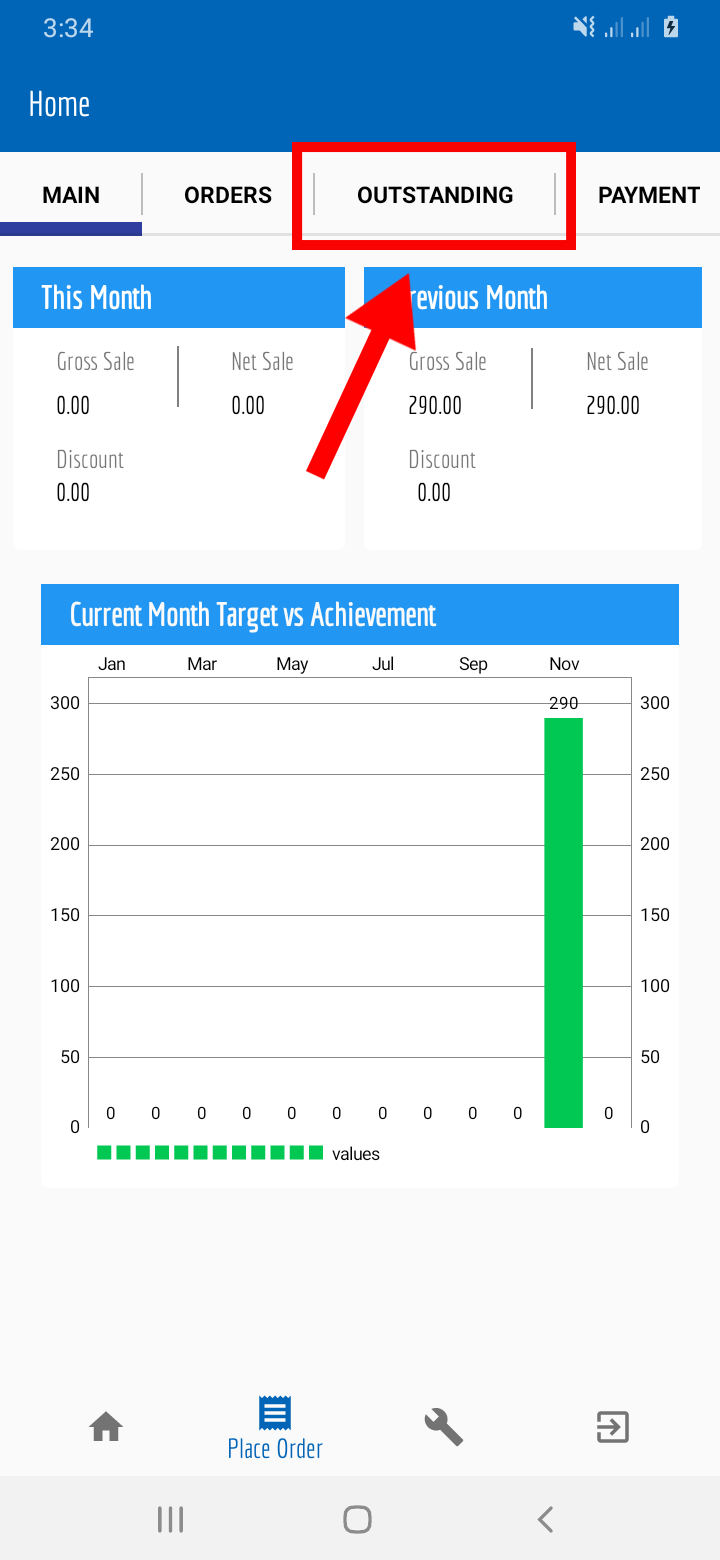 3:34
Home
MAIN ORDERS OUTSTANDING PAYMENT
This Month
Gross Sale Net Sale
0.00 0.00
Discount
0.00
revious Month
Gross Sale Net Sale
290.00 290.00
Discount
0.00
Current Month Target vs Achievement
Jan Mar May Jul Sep Nov
300 290 300
250 250
200 200
150 150
100 100
50 50
0 0 0 0 0 0 0 0 0 0 0 0 0
values
Place Order